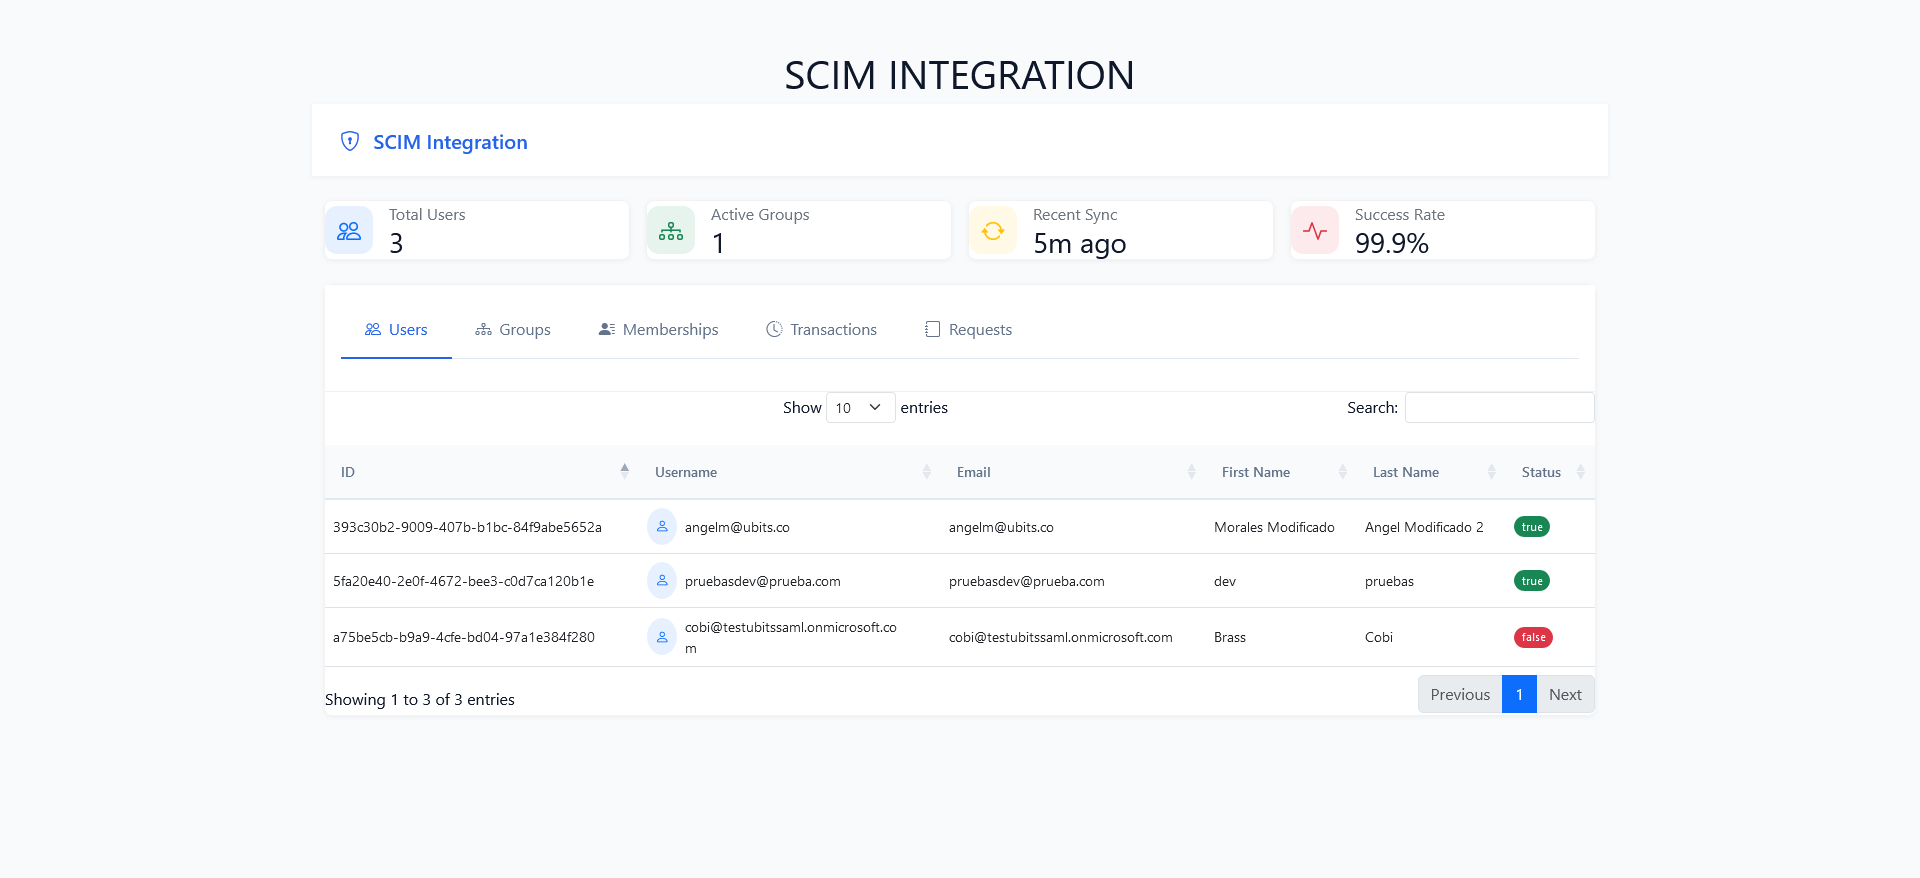 SCIM INTEGRATION
SCIM Integration
Total Users
3
Active Groups
1
Recent Sync
5m ago
Success Rate
99.9%
Users Groups Memberships Transactions Requests
Show 10 entries Search:
ID Username Email First Name Last Name Status
393c30b2-9009-407b-b1bc-84f9abe5652a angelm@ubits.co angelm@ubits.co Morales Modificado Angel Modificado 2 true
5fa20e40-2e0f-4672-bee3-c0d7ca120b1e pruebasdev@prueba.com pruebasdev@prueba.com dev pruebas true
a75be5cb-b9a9-4cfe-bd04-97a1e384f280 cobi@testubitssaml.onmicrosoft.co
m cobi@testubitssaml.onmicrosoft.com Brass Cobi false
Showing 1 to 3 of 3 entries Previous 1 Next